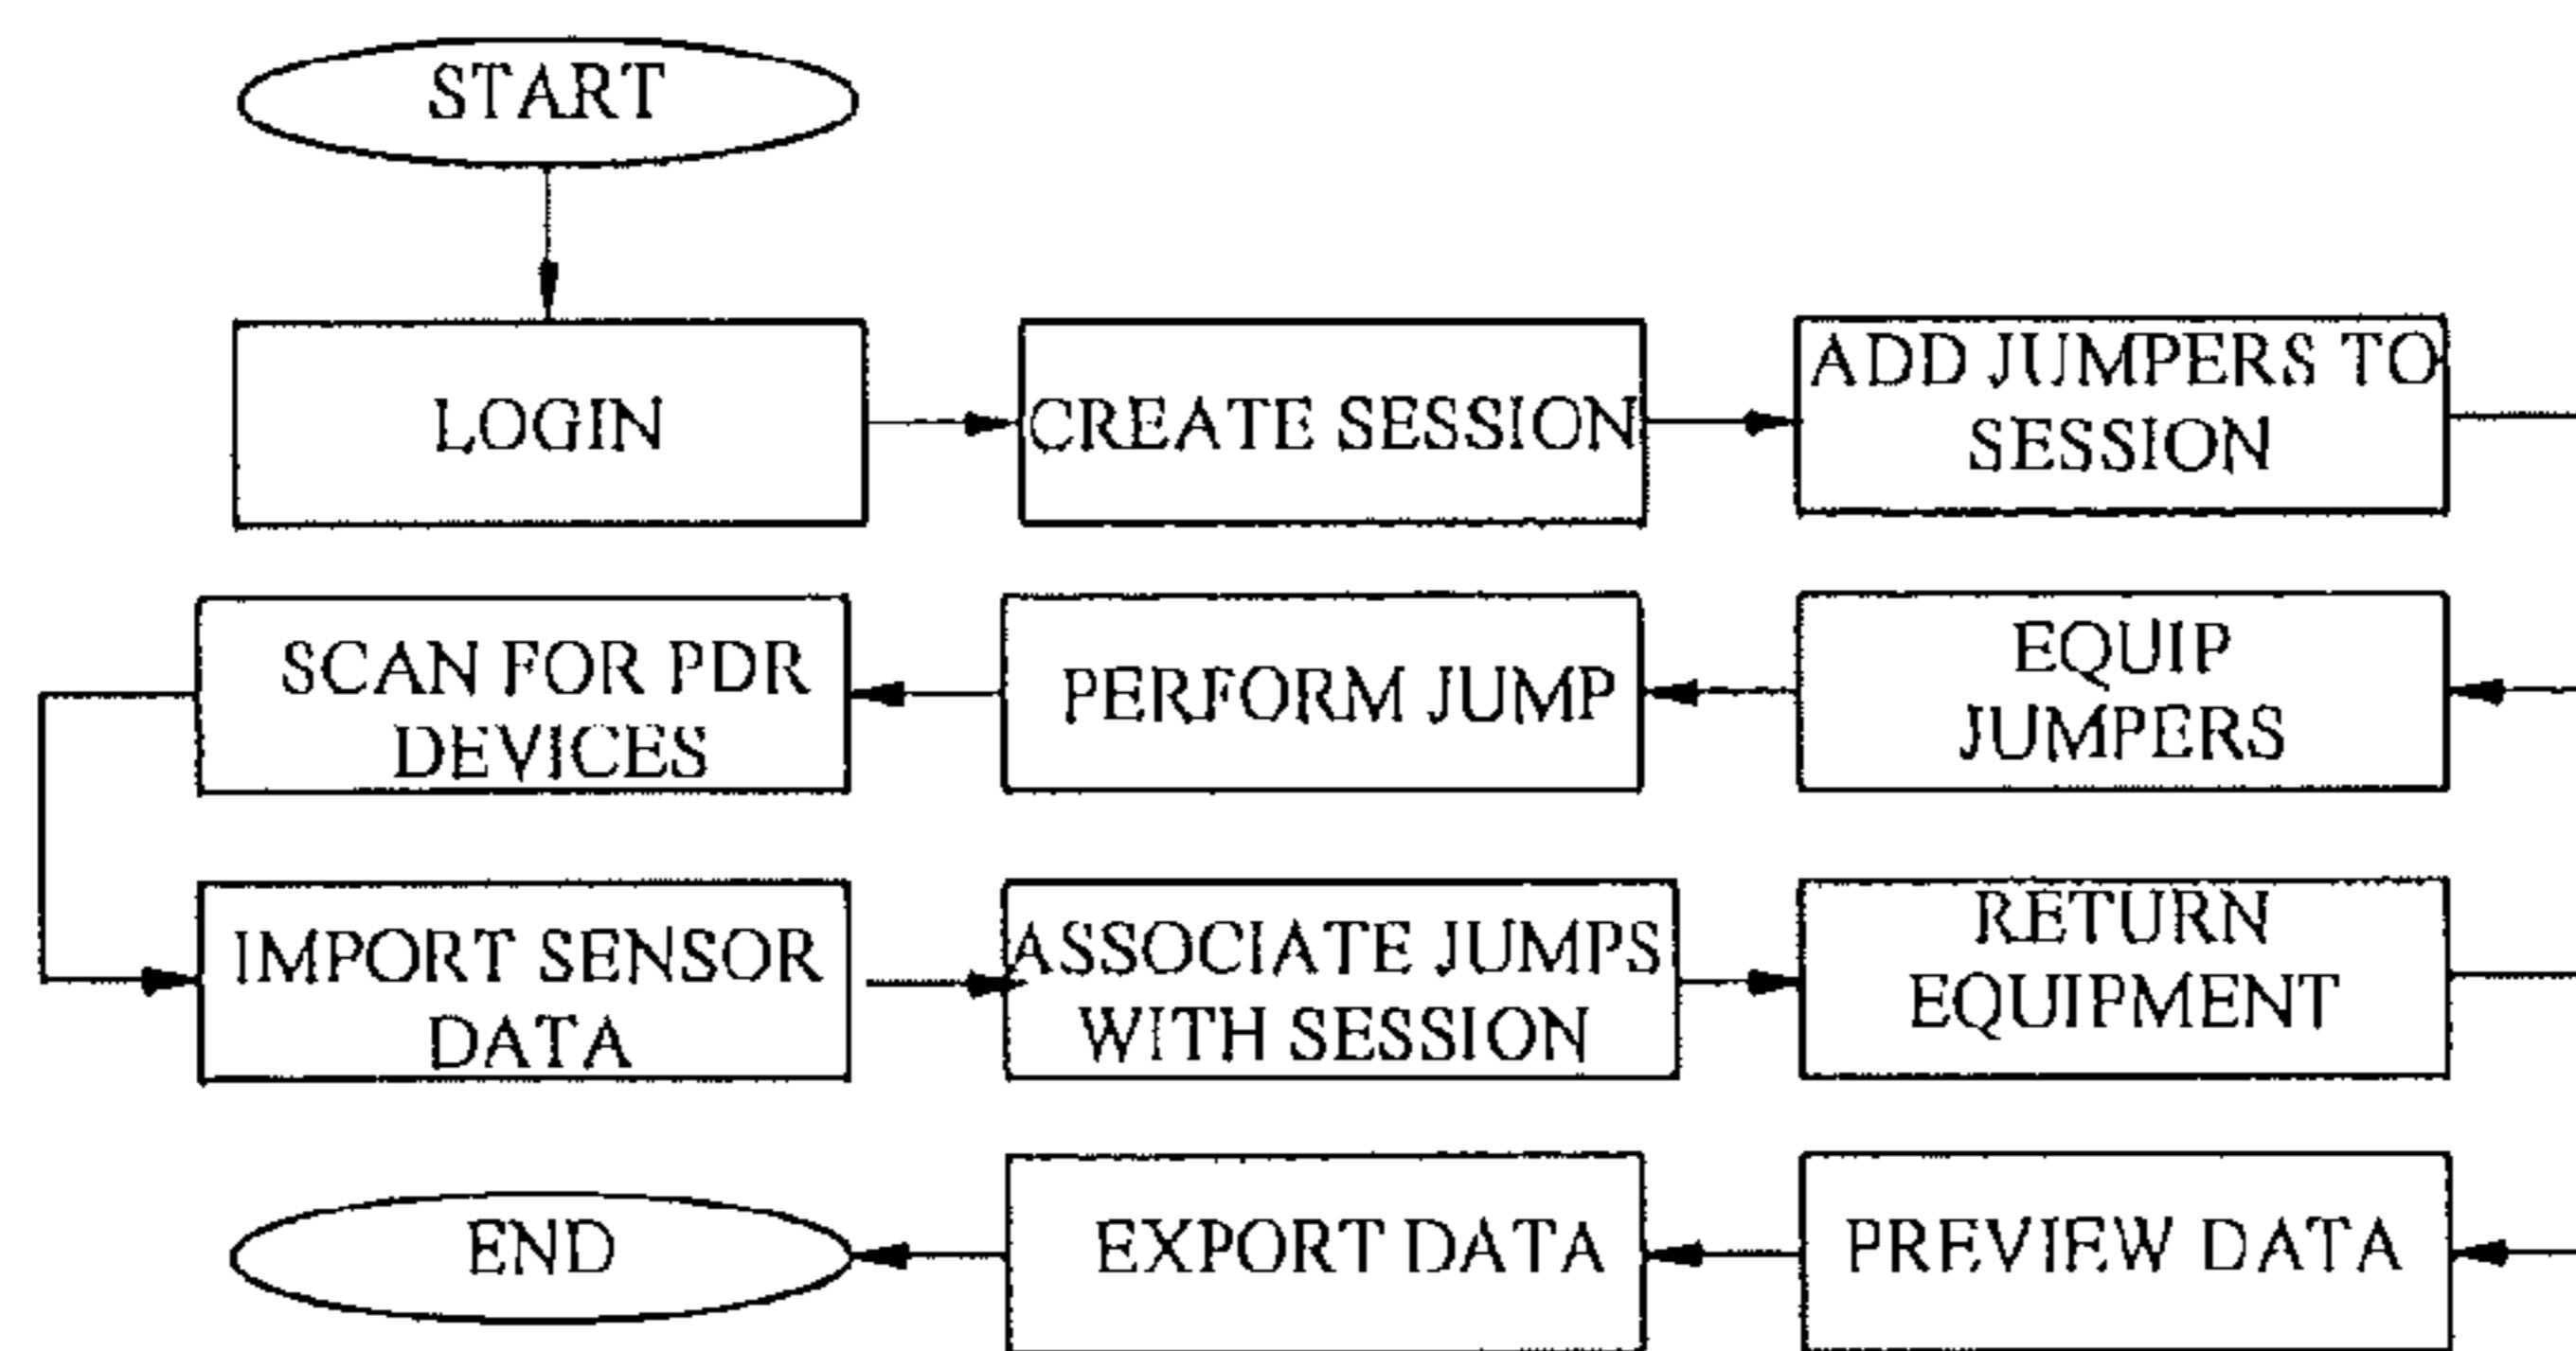 START
LOGIN
CREATE SESSION
ADD JUMPERS TO
SESSION
SCAN FOR PDR
DEVICES
PERFORM JUMP
EQUIP
JUMPERS
IMPORT SENSOR
DATA
ASSOCIATE JUMPS
WITH SESSION
RETURN
EQUIPMENT
END
EXPORT DATA
PREVIEW DATA